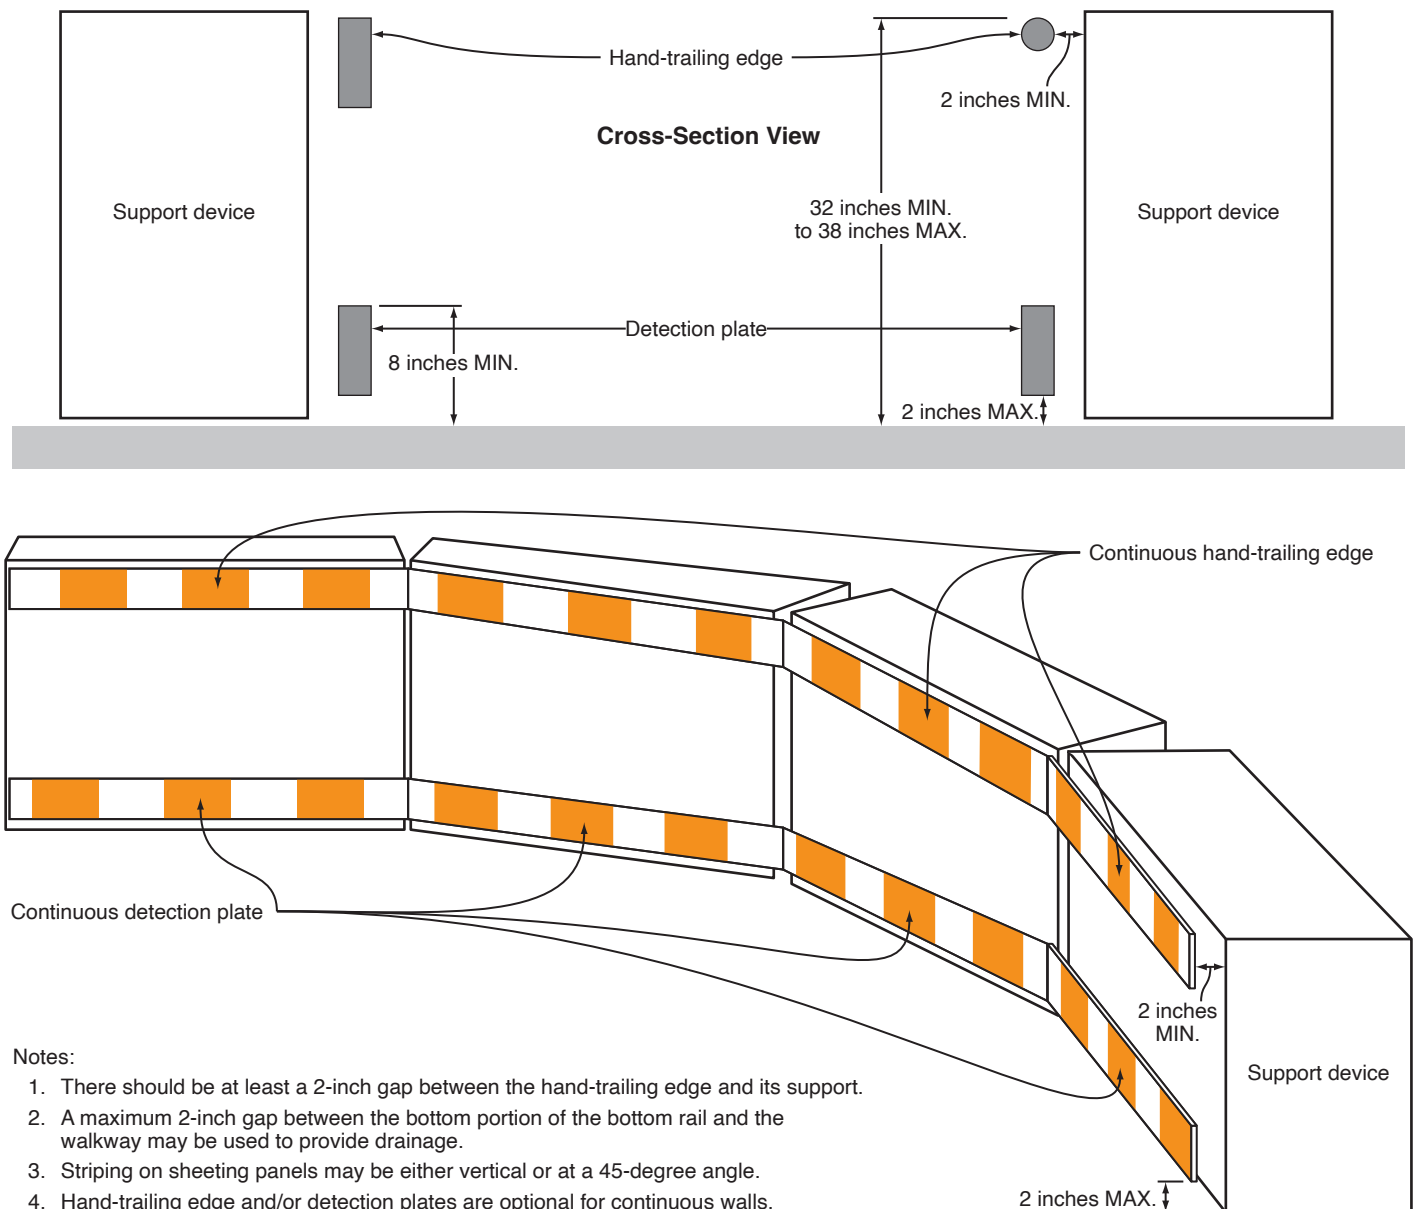 Hand-trailing edge
2 inches MIN.
Cross-Section View
Support device
32 inches MIN.
to 38 inches MAX.
Support device
Detection plate
8 inches MIN.
2 inches MAX.
Continuous hand-trailing edge
Continuous detection plate
2 inches
MIN.
Support device
Notes:
1. There should be at least a 2-inch gap between the hand-trailing edge and its support.
2. A maximum 2-inch gap between the bottom portion of the bottom rail and the
walkway may be used to provide drainage.
3. Striping on sheeting panels may be either vertical or at a 45-degree angle.
4. Hand-trailing edge and/or detection plates are optional for continuous walls.
2 inches MAX.